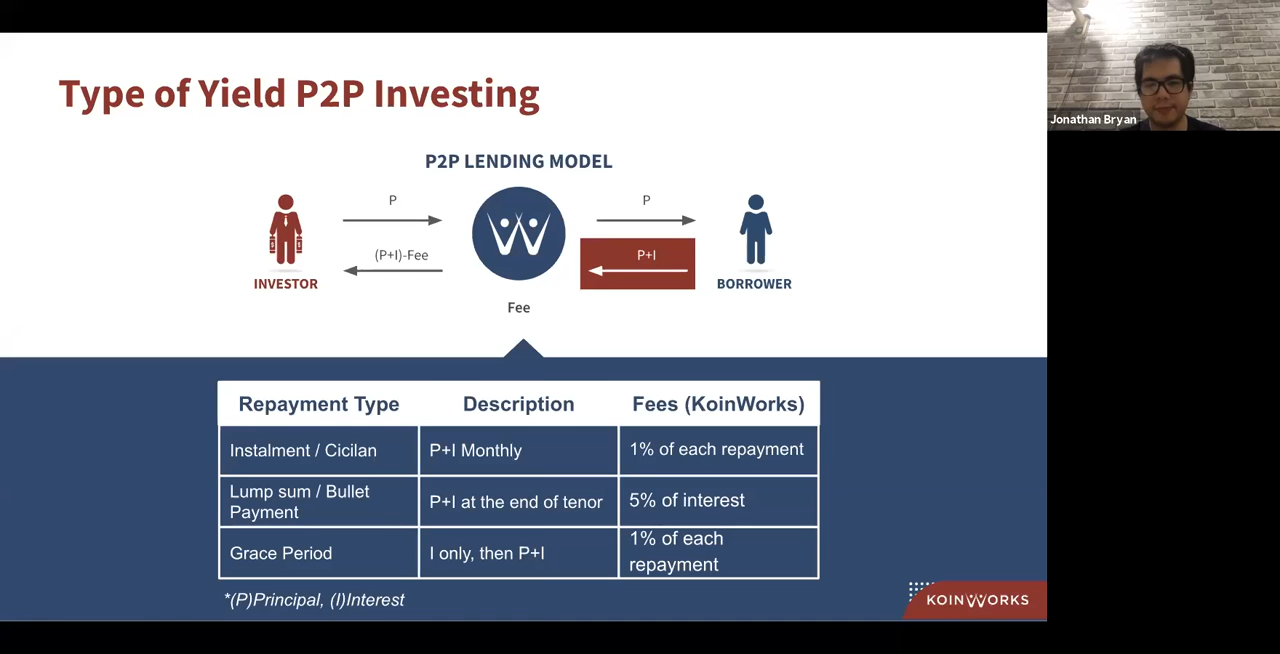 Type of Yield P2P Investing
Jonathan Bryan
P2P LENDING MODEL
P
P
(P+I)-Fee
P+I
INVESTOR
BORROWER
Fee
Repayment Type
Description
Fees (KoinWorks)
Instalment / Cicilan
P+I Monthly
1% of each repayment
Lump sum / Bullet
Payment
P+I at the end of tenor
5% of interest
Grace Period
I only, then P+I
1% of each
repayment
*(P)Principal, (I)Interest
KOINWORKS